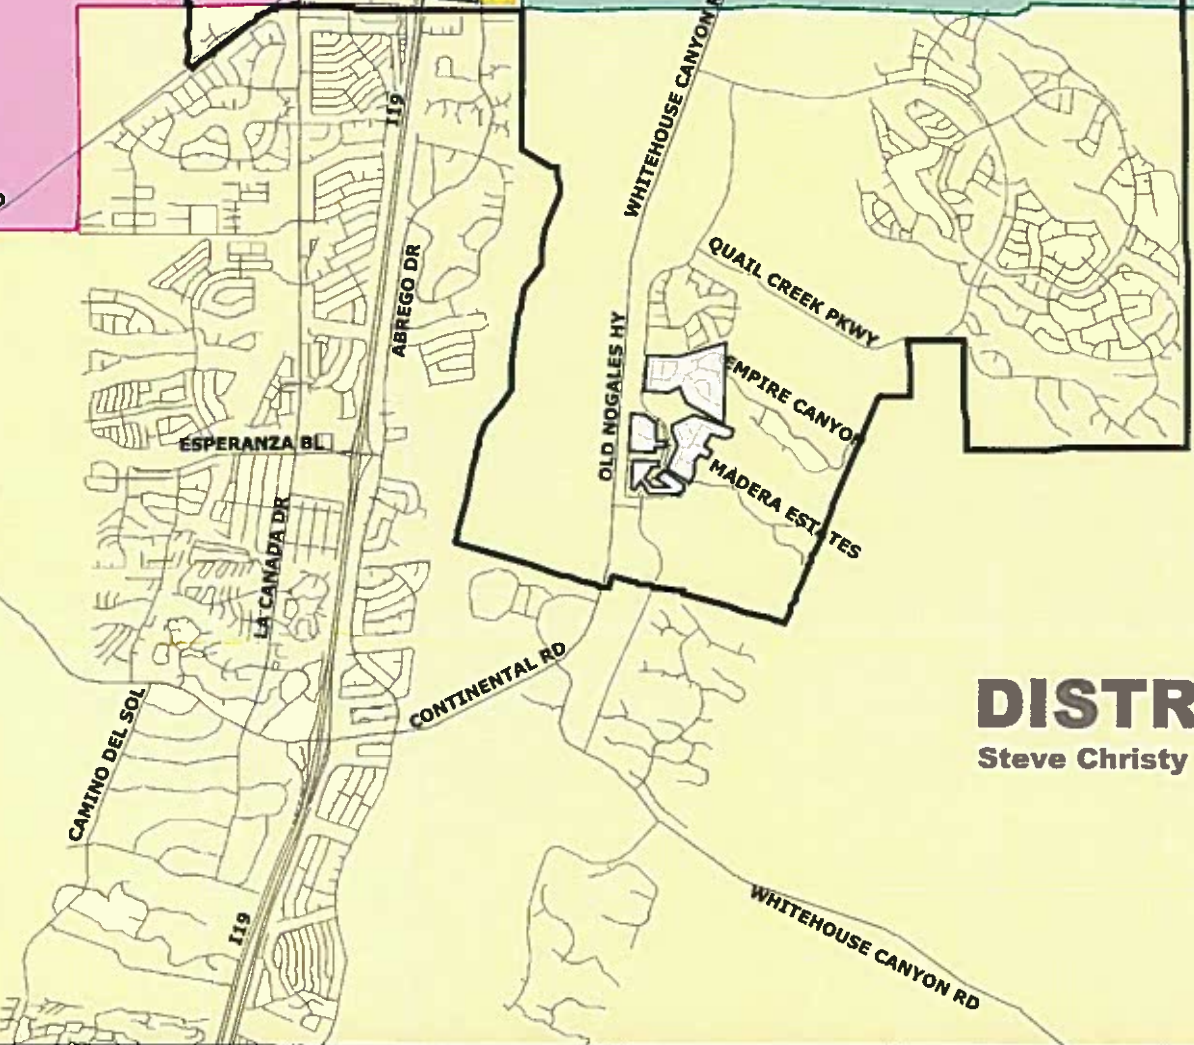 WHITEHOUSE CANYON
I19
ABREGO DR
QUAIL CREEK PKWY
OLD NOGALES HY
EMPIRE CANYON
ESPERANZA BL
MADERA ESTATES
LA CANADA DR
CONTINENTAL RD
DISTR
Steve Christy
CAMINO DEL SOL
I19
WHITEHOUSE CANYON RD